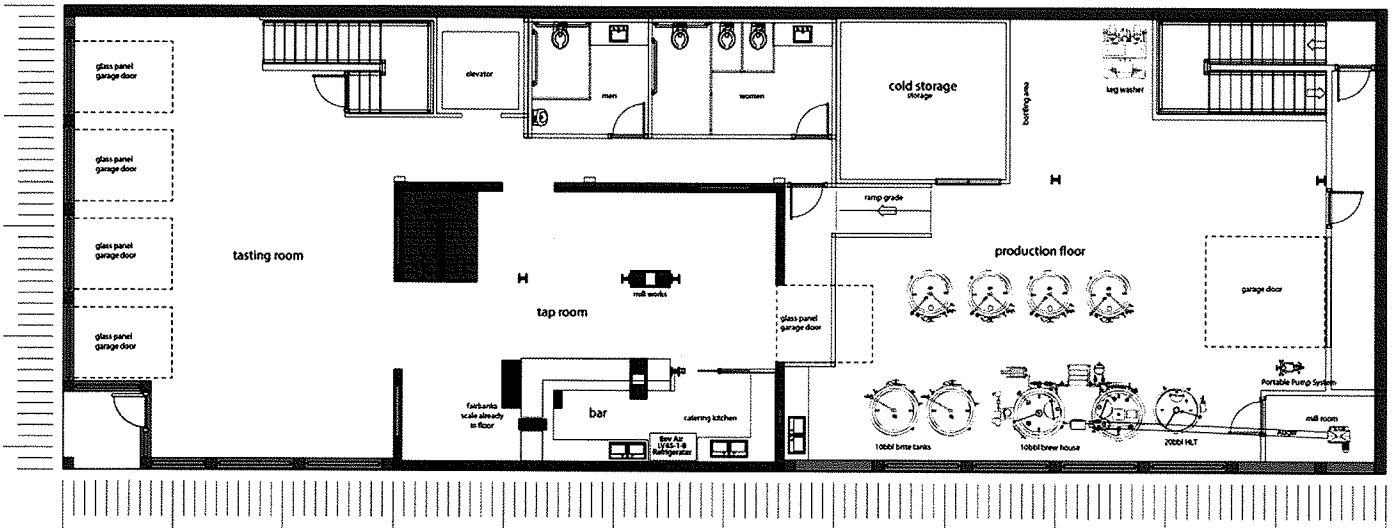 glass panel
garage door
elevator
men
women
cold storage
storage
bottling area
keg washer
glass panel
garage door
ramp grade
glass panel
garage door
tasting room
production floor
garage door
mill works
tap room
glass panel
garage door
glass panel
garage door
Portable Pump System
fairbanks
scale already
in floor
bar
catering kitchen
mill room
Auger
Bev Air
LV45-1-B
Refrigerator
10bbl brite tanks
10bbl brew house
20bbl HLT